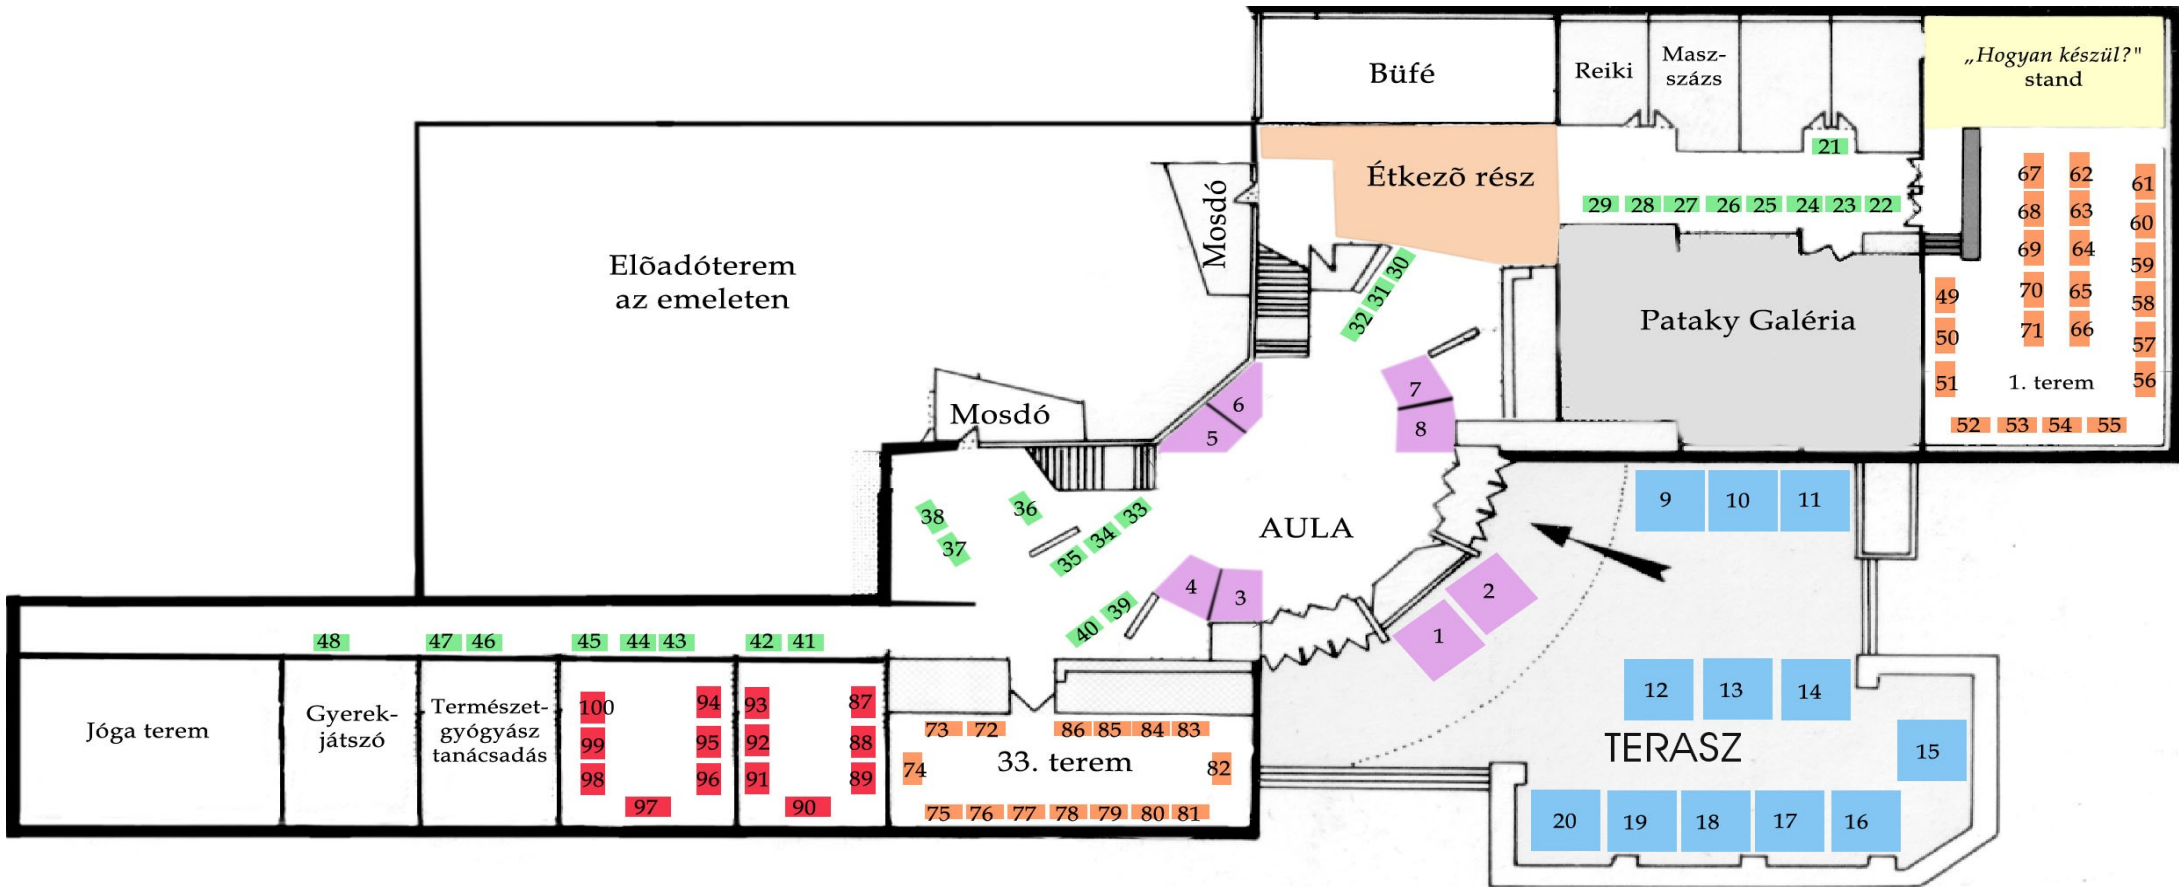 Büfé
Reiki
Masz-
százs
„Hogyan készül?"
stand
Étkezõ rész
21
29 28 27 26 25 24 23 22
67 62 61
68 63 60
69 64 59
49 70 65 58
50 71 66 57
51 1. terem 56
52 53 54 55
Mosdó
Elõadóterem
az emeleten
Pataky Galéria
30
31
32
7
8
6
5
Mosdó
38
37
36
33
34
35
AULA
9 10 11
4 3
2
1
39
40
48 47 46 45 44 43 42 41
12 13 14
TERASZ
15
20 19 18 17 16
Jóga terem
Gyerek-
játszó
Természet-
gyógyász
tanácsadás
100 94 93 87
99 95 92 88
98 96 91 89
97 90
73 72 86 85 84 83
74 33. terem 82
75 76 77 78 79 80 81